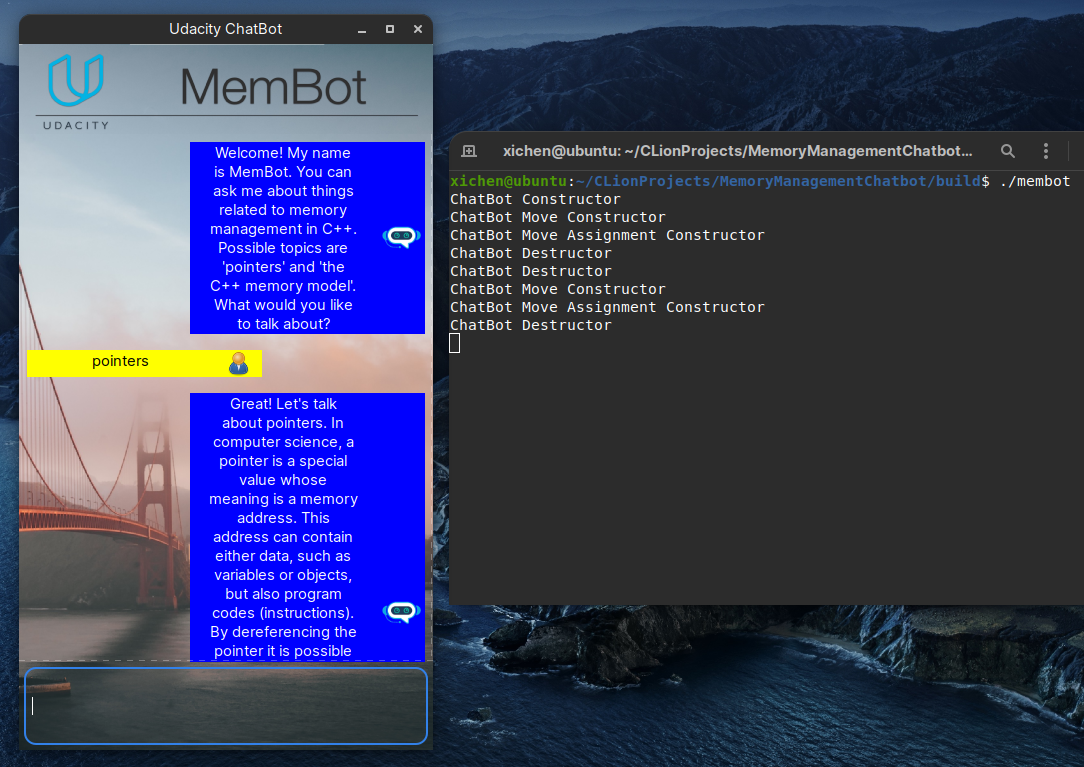 Udacity ChatBot
MemBot
UDACITY
Welcome! My name
is MemBot. You can
ask me about things
related to memory
management in C++.
Possible topics are
'pointers' and 'the
C++ memory model'.
What would you like
to talk about?
pointers
Great! Let's talk
about pointers. In
computer science, a
pointer is a special
value whose
meaning is a memory
address. This
address can contain
either data, such as
variables or objects,
but also program
codes (instructions).
By dereferencing the
pointer it is possible
xichen@ubuntu: ~/CLionProjects/MemoryManagementChatbot...
xichen@ubuntu:~/CLionProjects/MemoryManagementChatbot/build$ ./membot
ChatBot Constructor
ChatBot Move Constructor
ChatBot Move Assignment Constructor
ChatBot Destructor
ChatBot Destructor
ChatBot Move Constructor
ChatBot Move Assignment Constructor
ChatBot Destructor